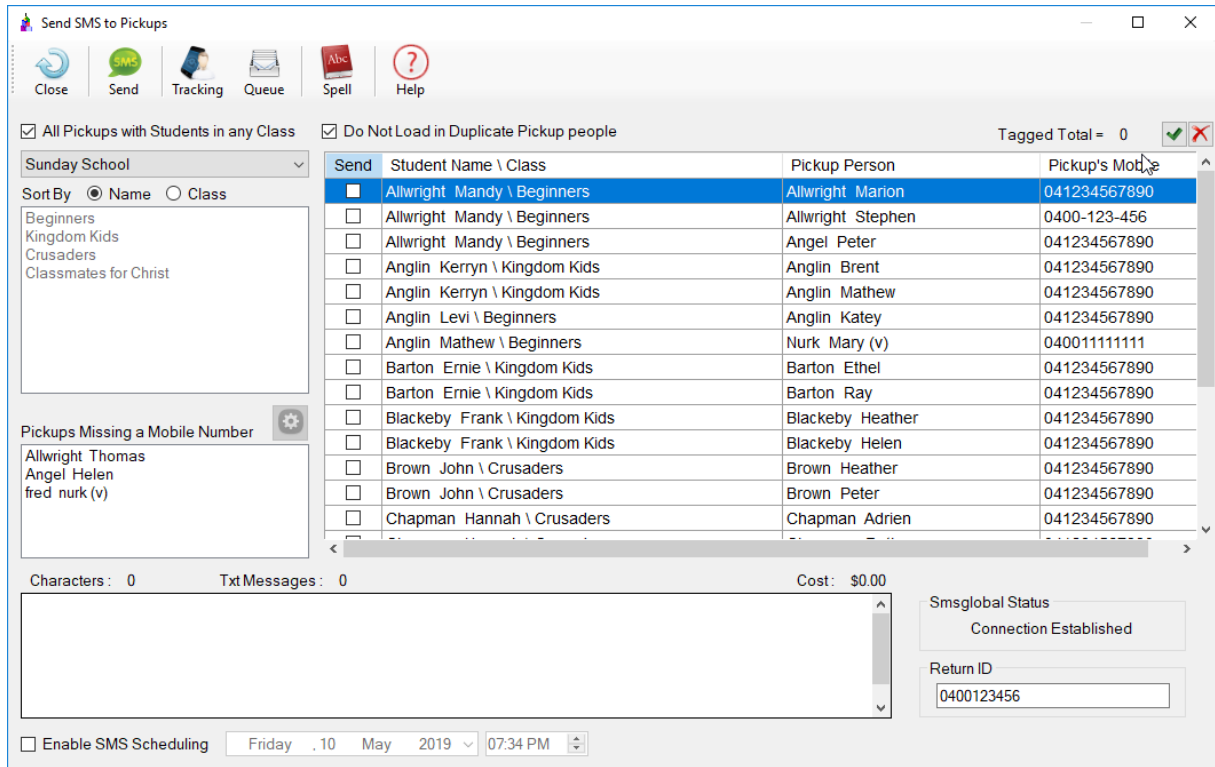 Send SMS to Pickups
SMS
Abc
?
Close Send Tracking Queue Spell Help
All Pickups with Students in any Class
Do Not Load in Duplicate Pickup people
Tagged Total = 0
Sunday School
Sort By Name Class
Beginners
Kingdom Kids
Crusaders
Classmates for Christ
Pickups Missing a Mobile Number
Allwright Thomas
Angel Helen
fred nurk (v)
Send Student Name \ Class Pickup Person Pickup's Mobile
Allwright Mandy \ Beginners Allwright Marion 041234567890
Allwright Mandy \ Beginners Allwright Stephen 0400-123-456
Allwright Mandy \ Beginners Angel Peter 041234567890
Anglin Kerryn \ Kingdom Kids Anglin Brent 041234567890
Anglin Kerryn \ Kingdom Kids Anglin Mathew 041234567890
Anglin Levi \ Beginners Anglin Katey 041234567890
Anglin Mathew \ Beginners Nurk Mary (v) 040011111111
Barton Ernie \ Kingdom Kids Barton Ethel 041234567890
Barton Ernie \ Kingdom Kids Barton Ray 041234567890
Blackeby Frank \ Kingdom Kids Blackeby Heather 041234567890
Blackeby Frank \ Kingdom Kids Blackeby Helen 041234567890
Brown John \ Crusaders Brown Heather 041234567890
Brown John \ Crusaders Brown Peter 041234567890
Chapman Hannah \ Crusaders Chapman Adrien 041234567890
Characters : 0 Txt Messages : 0 Cost : $0.00
Smsglobal Status
Connection Established
Return ID
0400123456
Enable SMS Scheduling Friday , 10 May 2019 07:34 PM